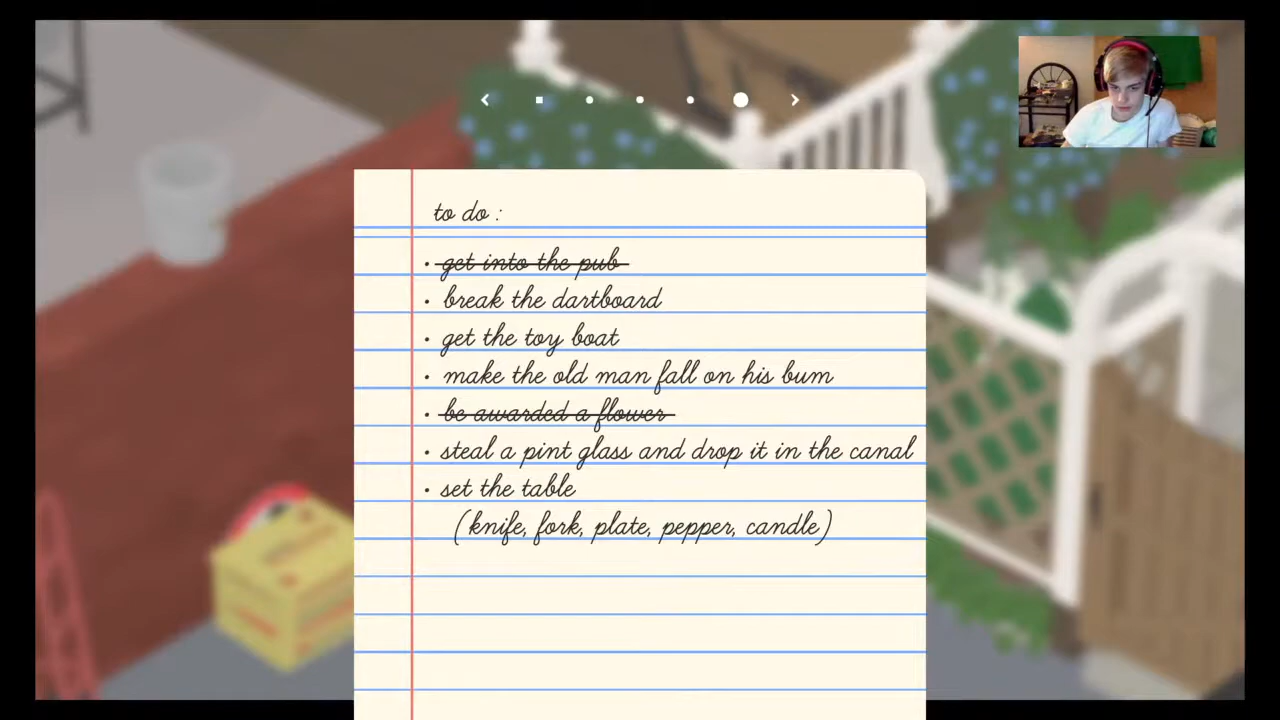 to do :
· get into the pub
· break the dartboard
· get the toy boat
· make the old man fall on his bum
· be awarded a flower
· steal a pint glass and drop it in the canal
· set the table
(knife, fork, plate, pepper, candle)